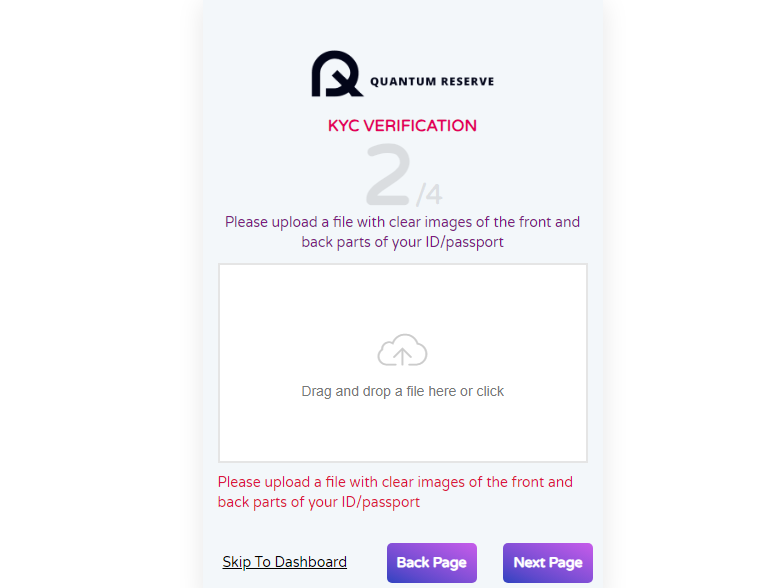 QUANTUM RESERVE
KYC VERIFICATION
2/4
Please upload a file with clear images of the front and
back parts of your ID/passport
Drag and drop a file here or click
Please upload a file with clear images of the front and
back parts of your ID/passport
Skip To Dashboard
Back Page
Next Page